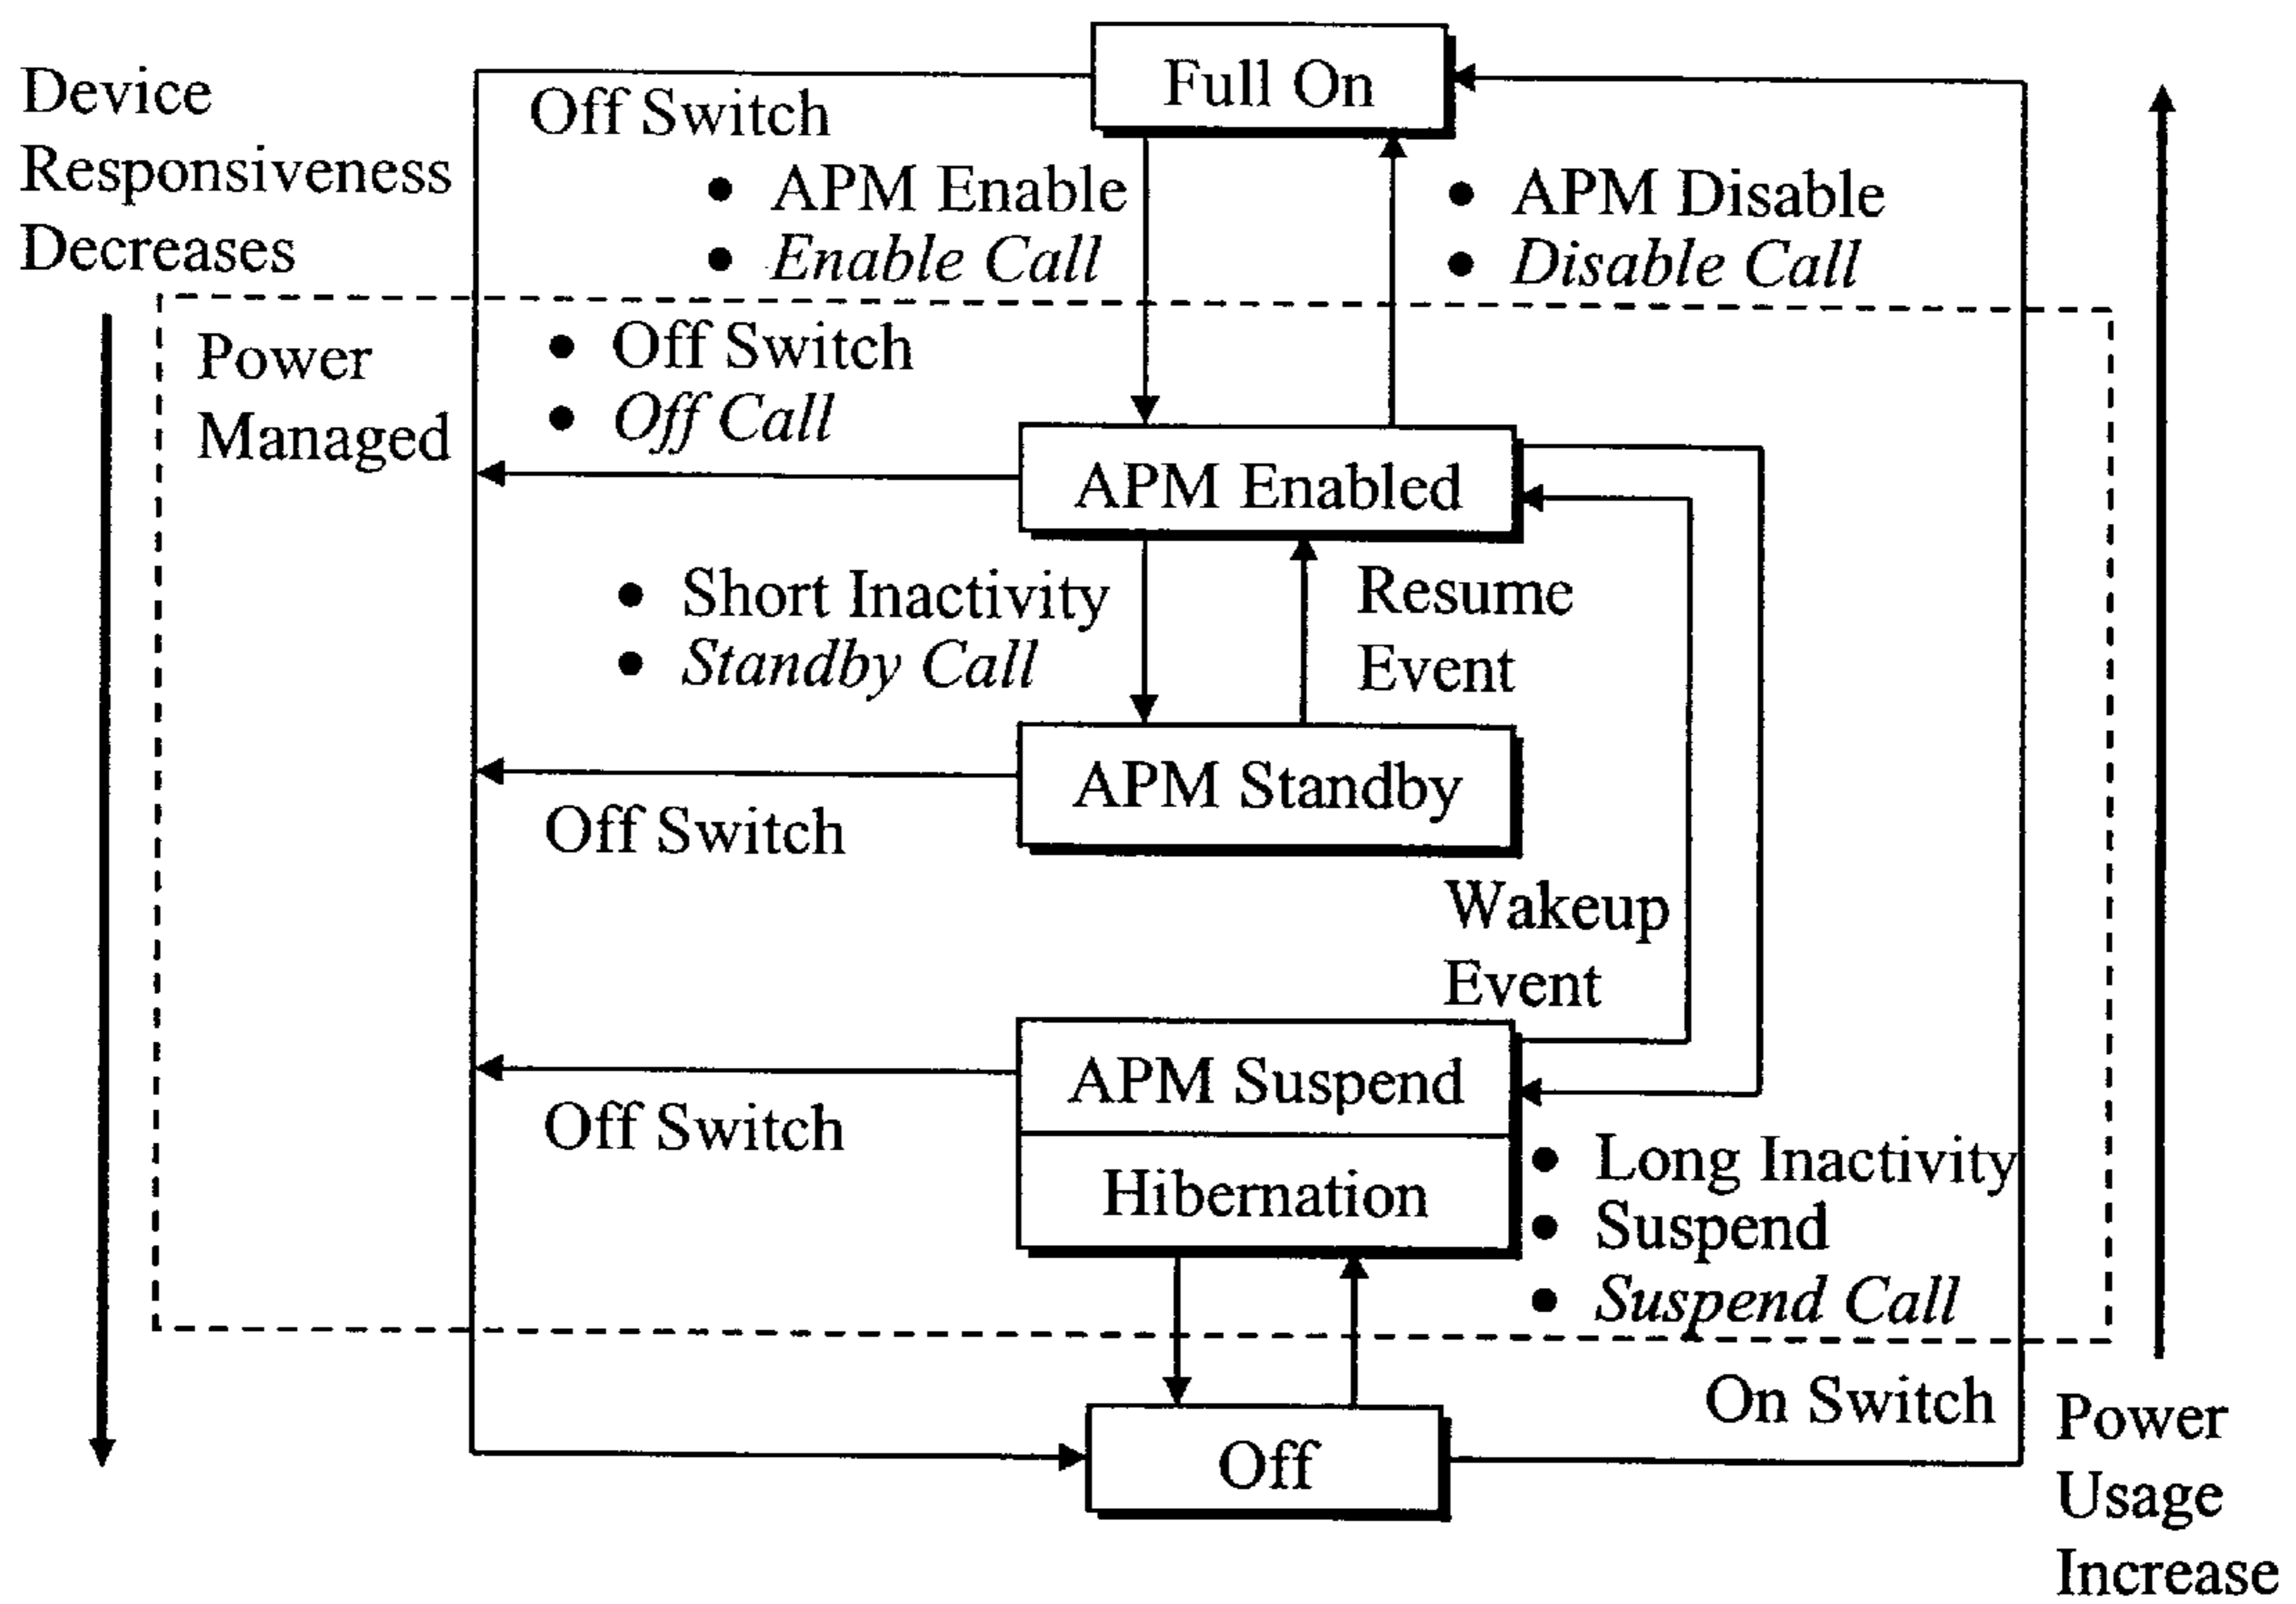 Full On
Device
Responsiveness
Decreases
Off Switch
• APM Enable
• Enable Call
• APM Disable
• Disable Call
Power
Managed
• Off Switch
• Off Call
APM Enabled
• Short Inactivity
• Standby Call
Resume
Event
APM Standby
Off Switch
Wakeup
Event
APM Suspend
Off Switch
Hibernation
• Long Inactivity
• Suspend
• Suspend Call
On Switch
Off
Power
Usage
Increase